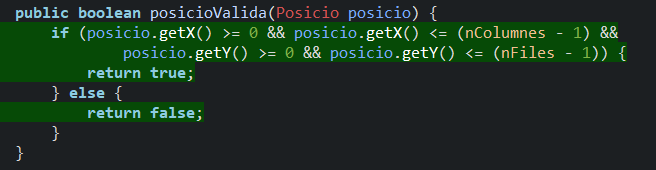 public boolean posicioValida(Posicio posicio) {
    if (posicio.getX() >= 0 && posicio.getX() <= (nColumnes - 1) &&
            posicio.getY() >= 0 && posicio.getY() <= (nFiles - 1)) {
        return true;
    } else {
        return false;
    }
}